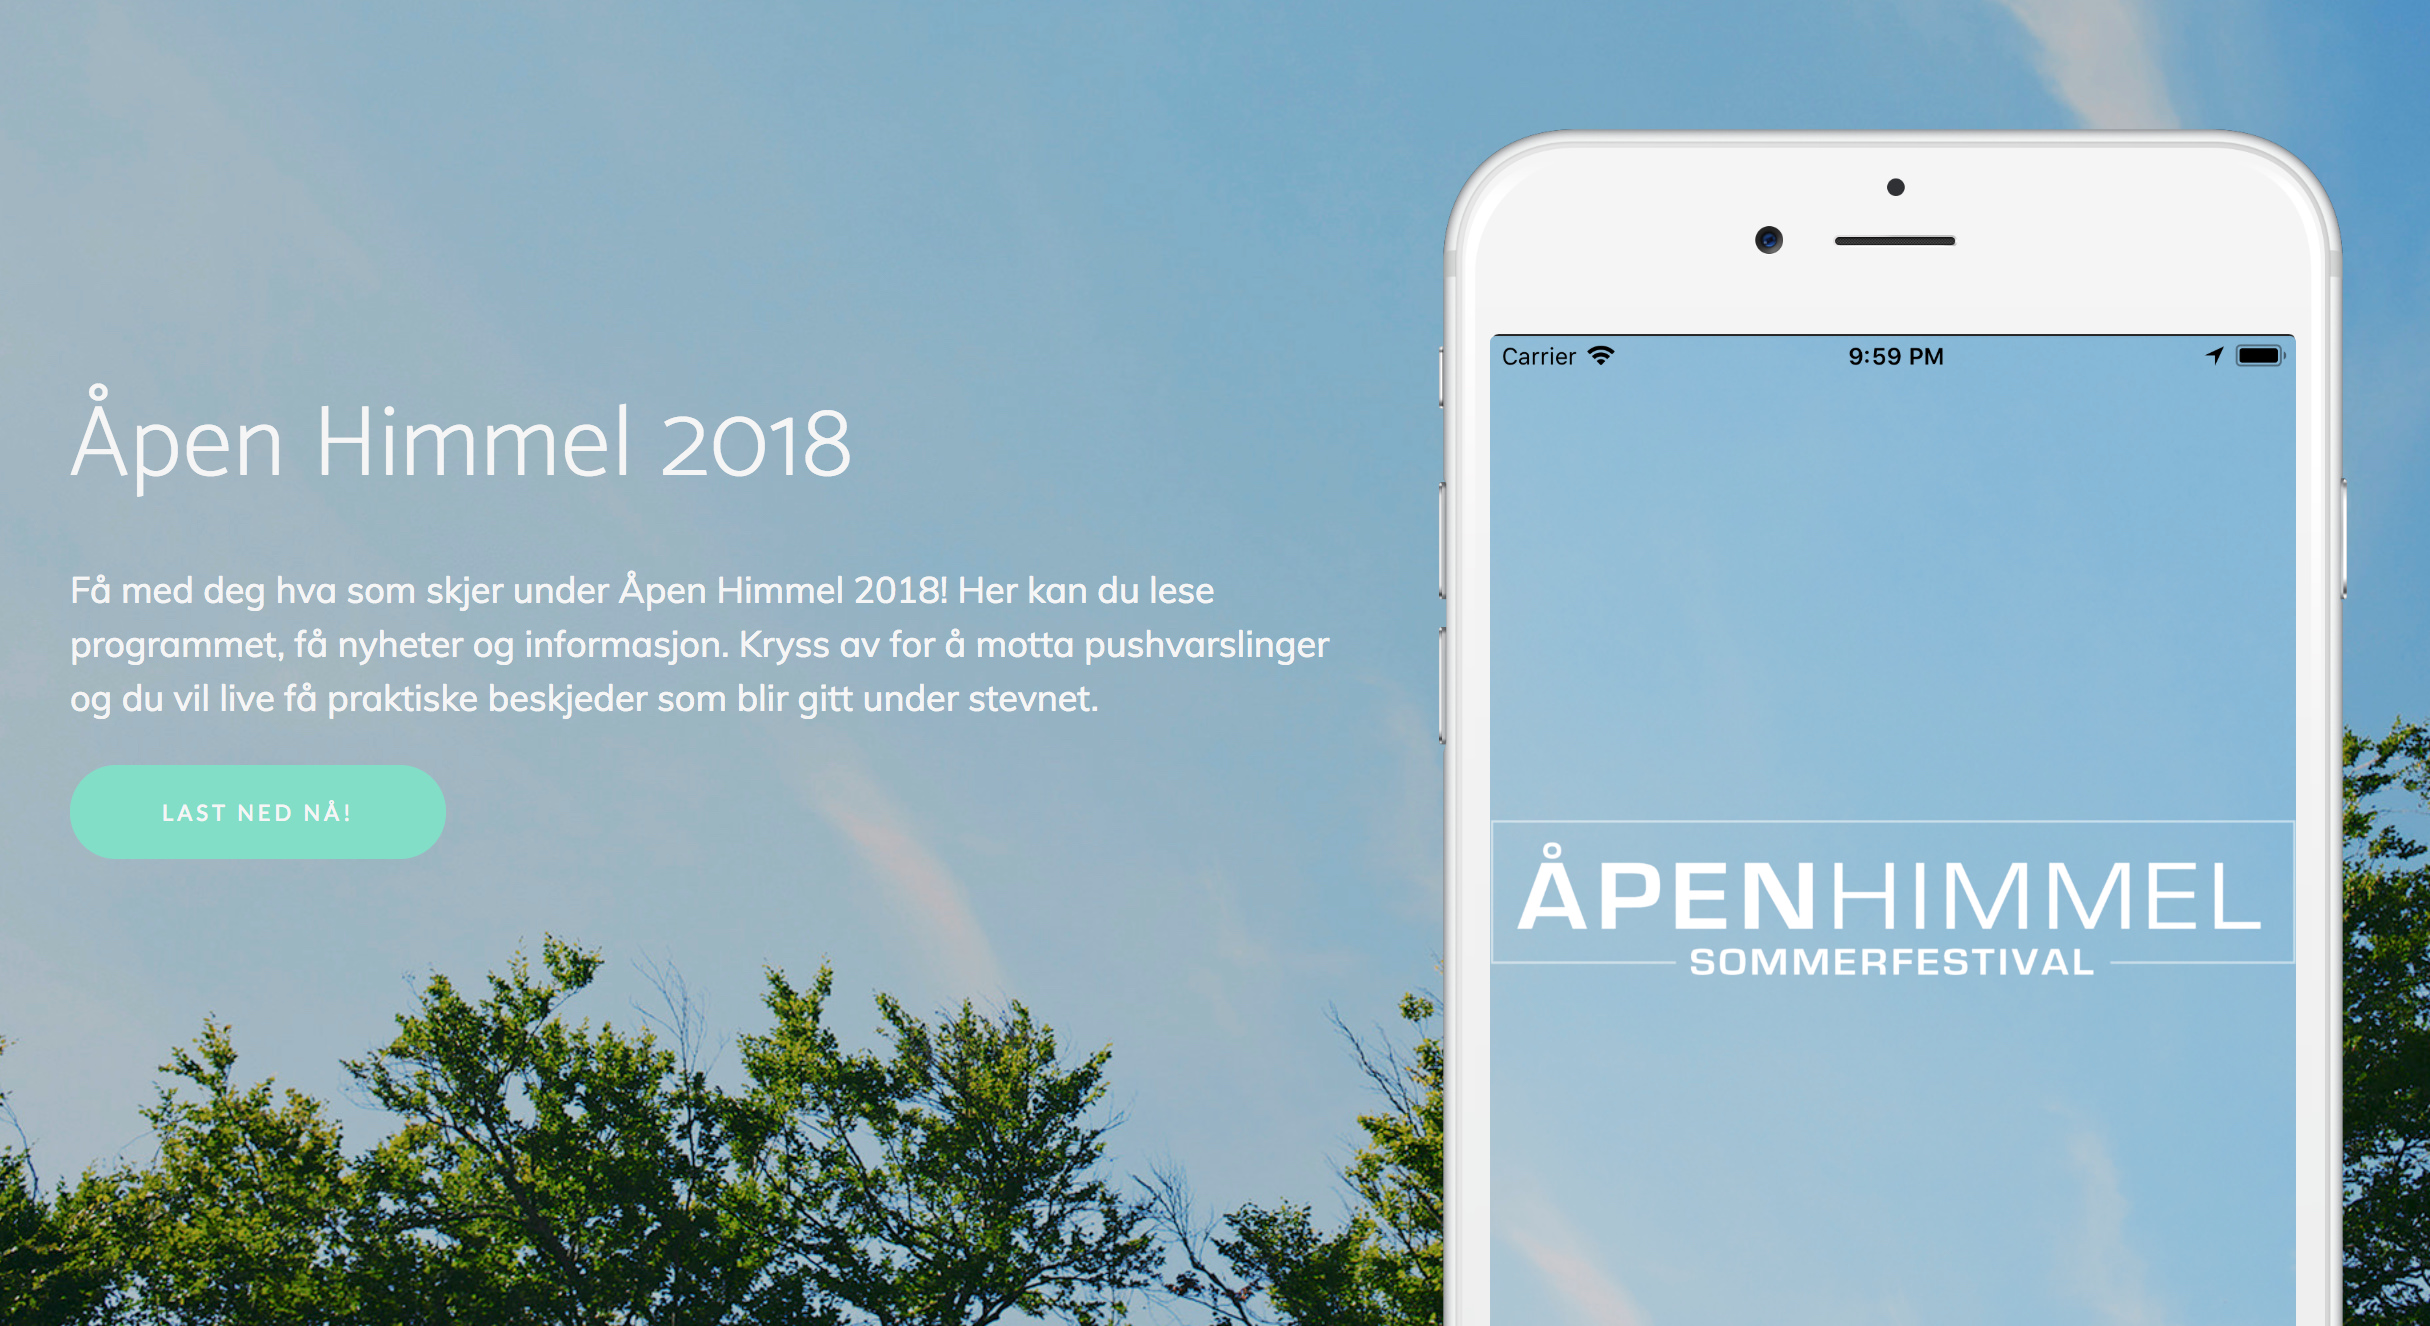 Åpen Himmel 2018
Få med deg hva som skjer under Åpen Himmel 2018! Her kan du lese
programmet, få nyheter og informasjon. Kryss av for å motta pushvarslinger
og du vil live få praktiske beskjeder som blir gitt under stevnet.
LAST NED NÅ!
Carrier 9:59 PM
ÅPENHIMMEL
SOMMERFESTIVAL